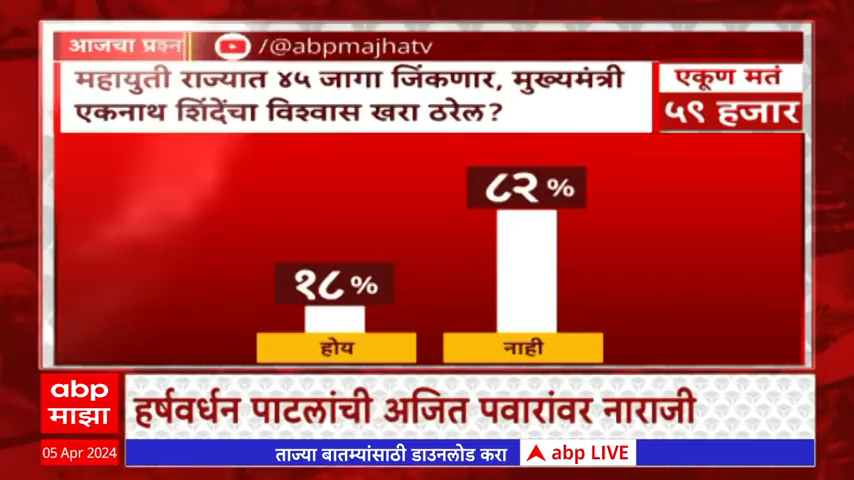 आजचा प्रश्न
/@abpmajhatv
महायुती राज्यात ४५ जागा जिंकणार, मुख्यमंत्री
एकनाथ शिंदेंचा विश्वास खरा ठरेल?
एकूण मतं
५९ हजार
८२ %
१८ %
होय
नाही
abp
माझा
हर्षवर्धन पाटलांची अजित पवारांवर नाराजी
05 Apr 2024
ताज्या बातम्यांसाठी डाउनलोड करा
abp LIVE